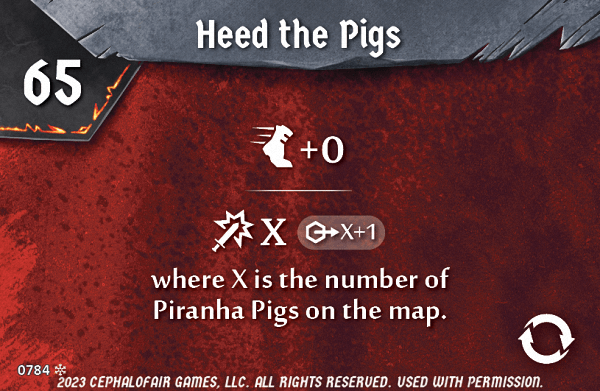 Heed the Pigs
65
+0
X X+1
where X is the number of
Piranha Pigs on the map.
0784
2023 CEPHALOFAIR GAMES, LLC. ALL RIGHTS RESERVED. USED WITH PERMISSION.